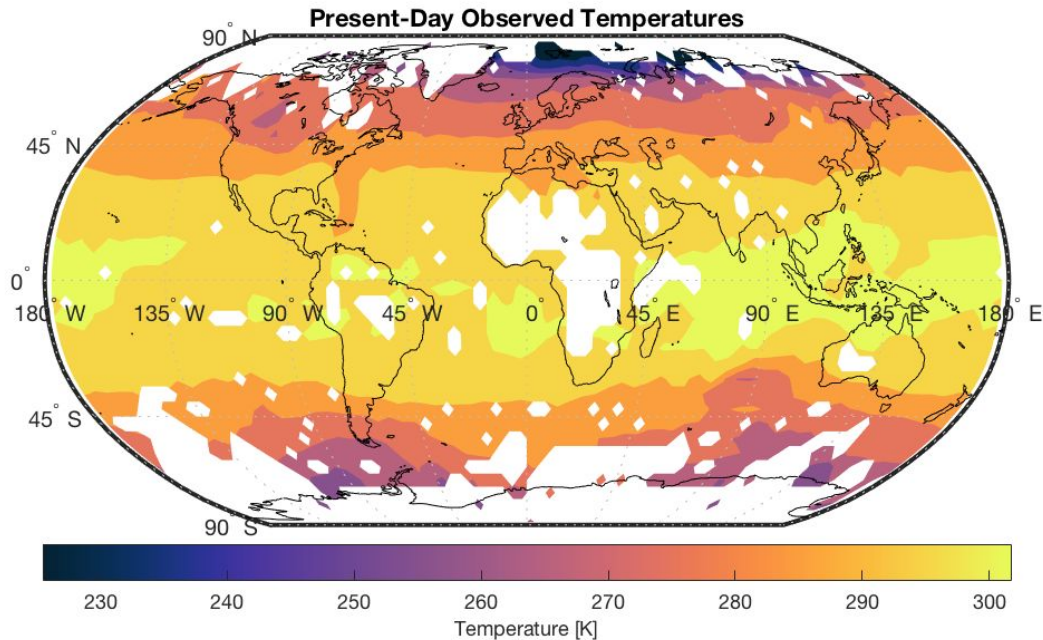 Present-Day Observed Temperatures
90° N
45° N
0°
180° W 135° W 90° W 45° W 0° 45° E 90° E 135° E 180° E
45° S
90° S
230 240 250 260 270 280 290 300
Temperature [K]